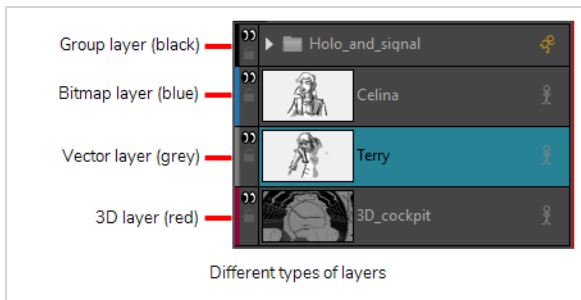 Group layer (black)
Holo_and_signal
Bitmap layer (blue)
Celina
Vector layer (grey)
Terry
3D layer (red)
3D_cockpit
Different types of layers